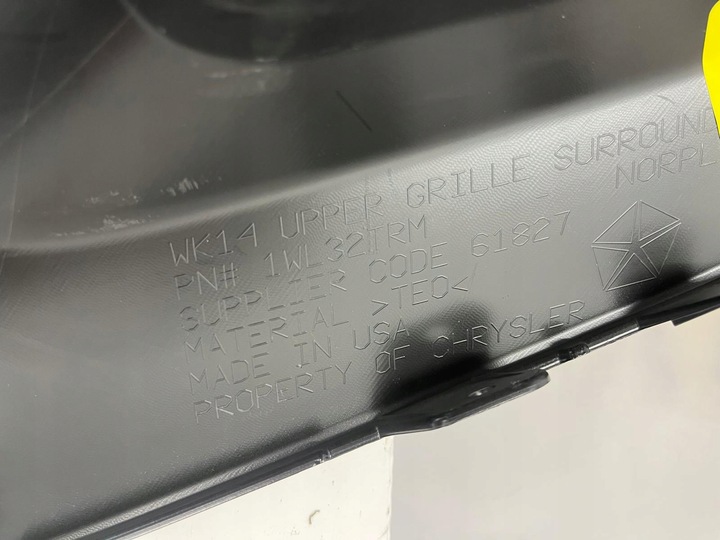 WK14 UPPER GRILLE SURROUND
NORPL
PN# 1WL32TRM
SUPPLIER CODE 61827
MATERIAL >TEO<
MADE IN USA
PROPERTY OF CHRYSLER